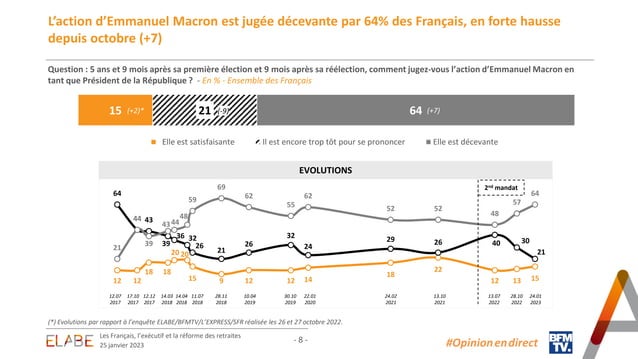 L’action d’Emmanuel Macron est jugée décevante par 64% des Français, en forte hausse
depuis octobre (+7)
Question : 5 ans et 9 mois après sa première élection et 9 mois après sa réélection, comment jugez-vous l’action d’Emmanuel Macron en
tant que Président de la République ? - En % - Ensemble des Français
15 (+2)* 21 (-9) 64 (+7)
Elle est satisfaisante Il est encore trop tôt pour se prononcer Elle est décevante
EVOLUTIONS
2nd mandat
21 44 39 43 44 48 59 69 62 55 62 52 52 48 57 64
64 43 39 36 32 26 21 26 32 24 29 26 40 30 21
12 12 18 18 20 20 15 9 12 12 14 18 22 12 13 15
12.07 17.10 12.12 14.03 14.04 11.07 28.11 10.04 30.10 22.01 24.02 13.10 13.07 28.10 24.01
2017 2017 2017 2018 2018 2018 2018 2019 2019 2020 2021 2021 2022 2022 2023
(*) Evolutions par rapport à l’enquête ELABE/BFMTV/L’EXPRESS/SFR réalisée les 26 et 27 octobre 2022.
ELABE
Les Français, l’exécutif et la réforme des retraites
25 janvier 2023
- 8 -
#Opinion en direct
BFM
TV.